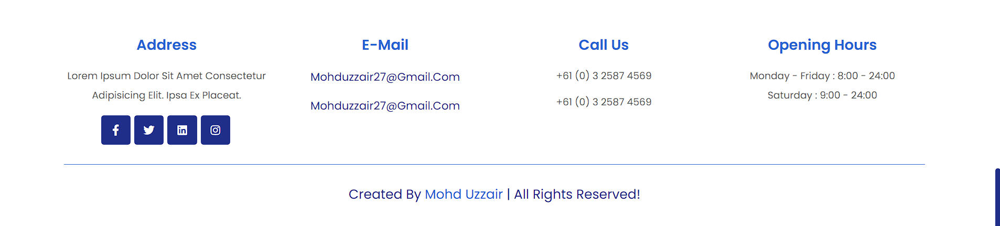 Address
Lorem Ipsum Dolor Sit Amet Consectetur
Adipisicing Elit. Ipsa Ex Placeat.
E-Mail
Mohduzzair27@Gmail.Com
Mohduzzair27@Gmail.Com
Call Us
+61 (0) 3 2587 4569
+61 (0) 3 2587 4569
Opening Hours
Monday - Friday : 8:00 - 24:00
Saturday : 9:00 - 24:00
Created By Mohd Uzzair | All Rights Reserved!